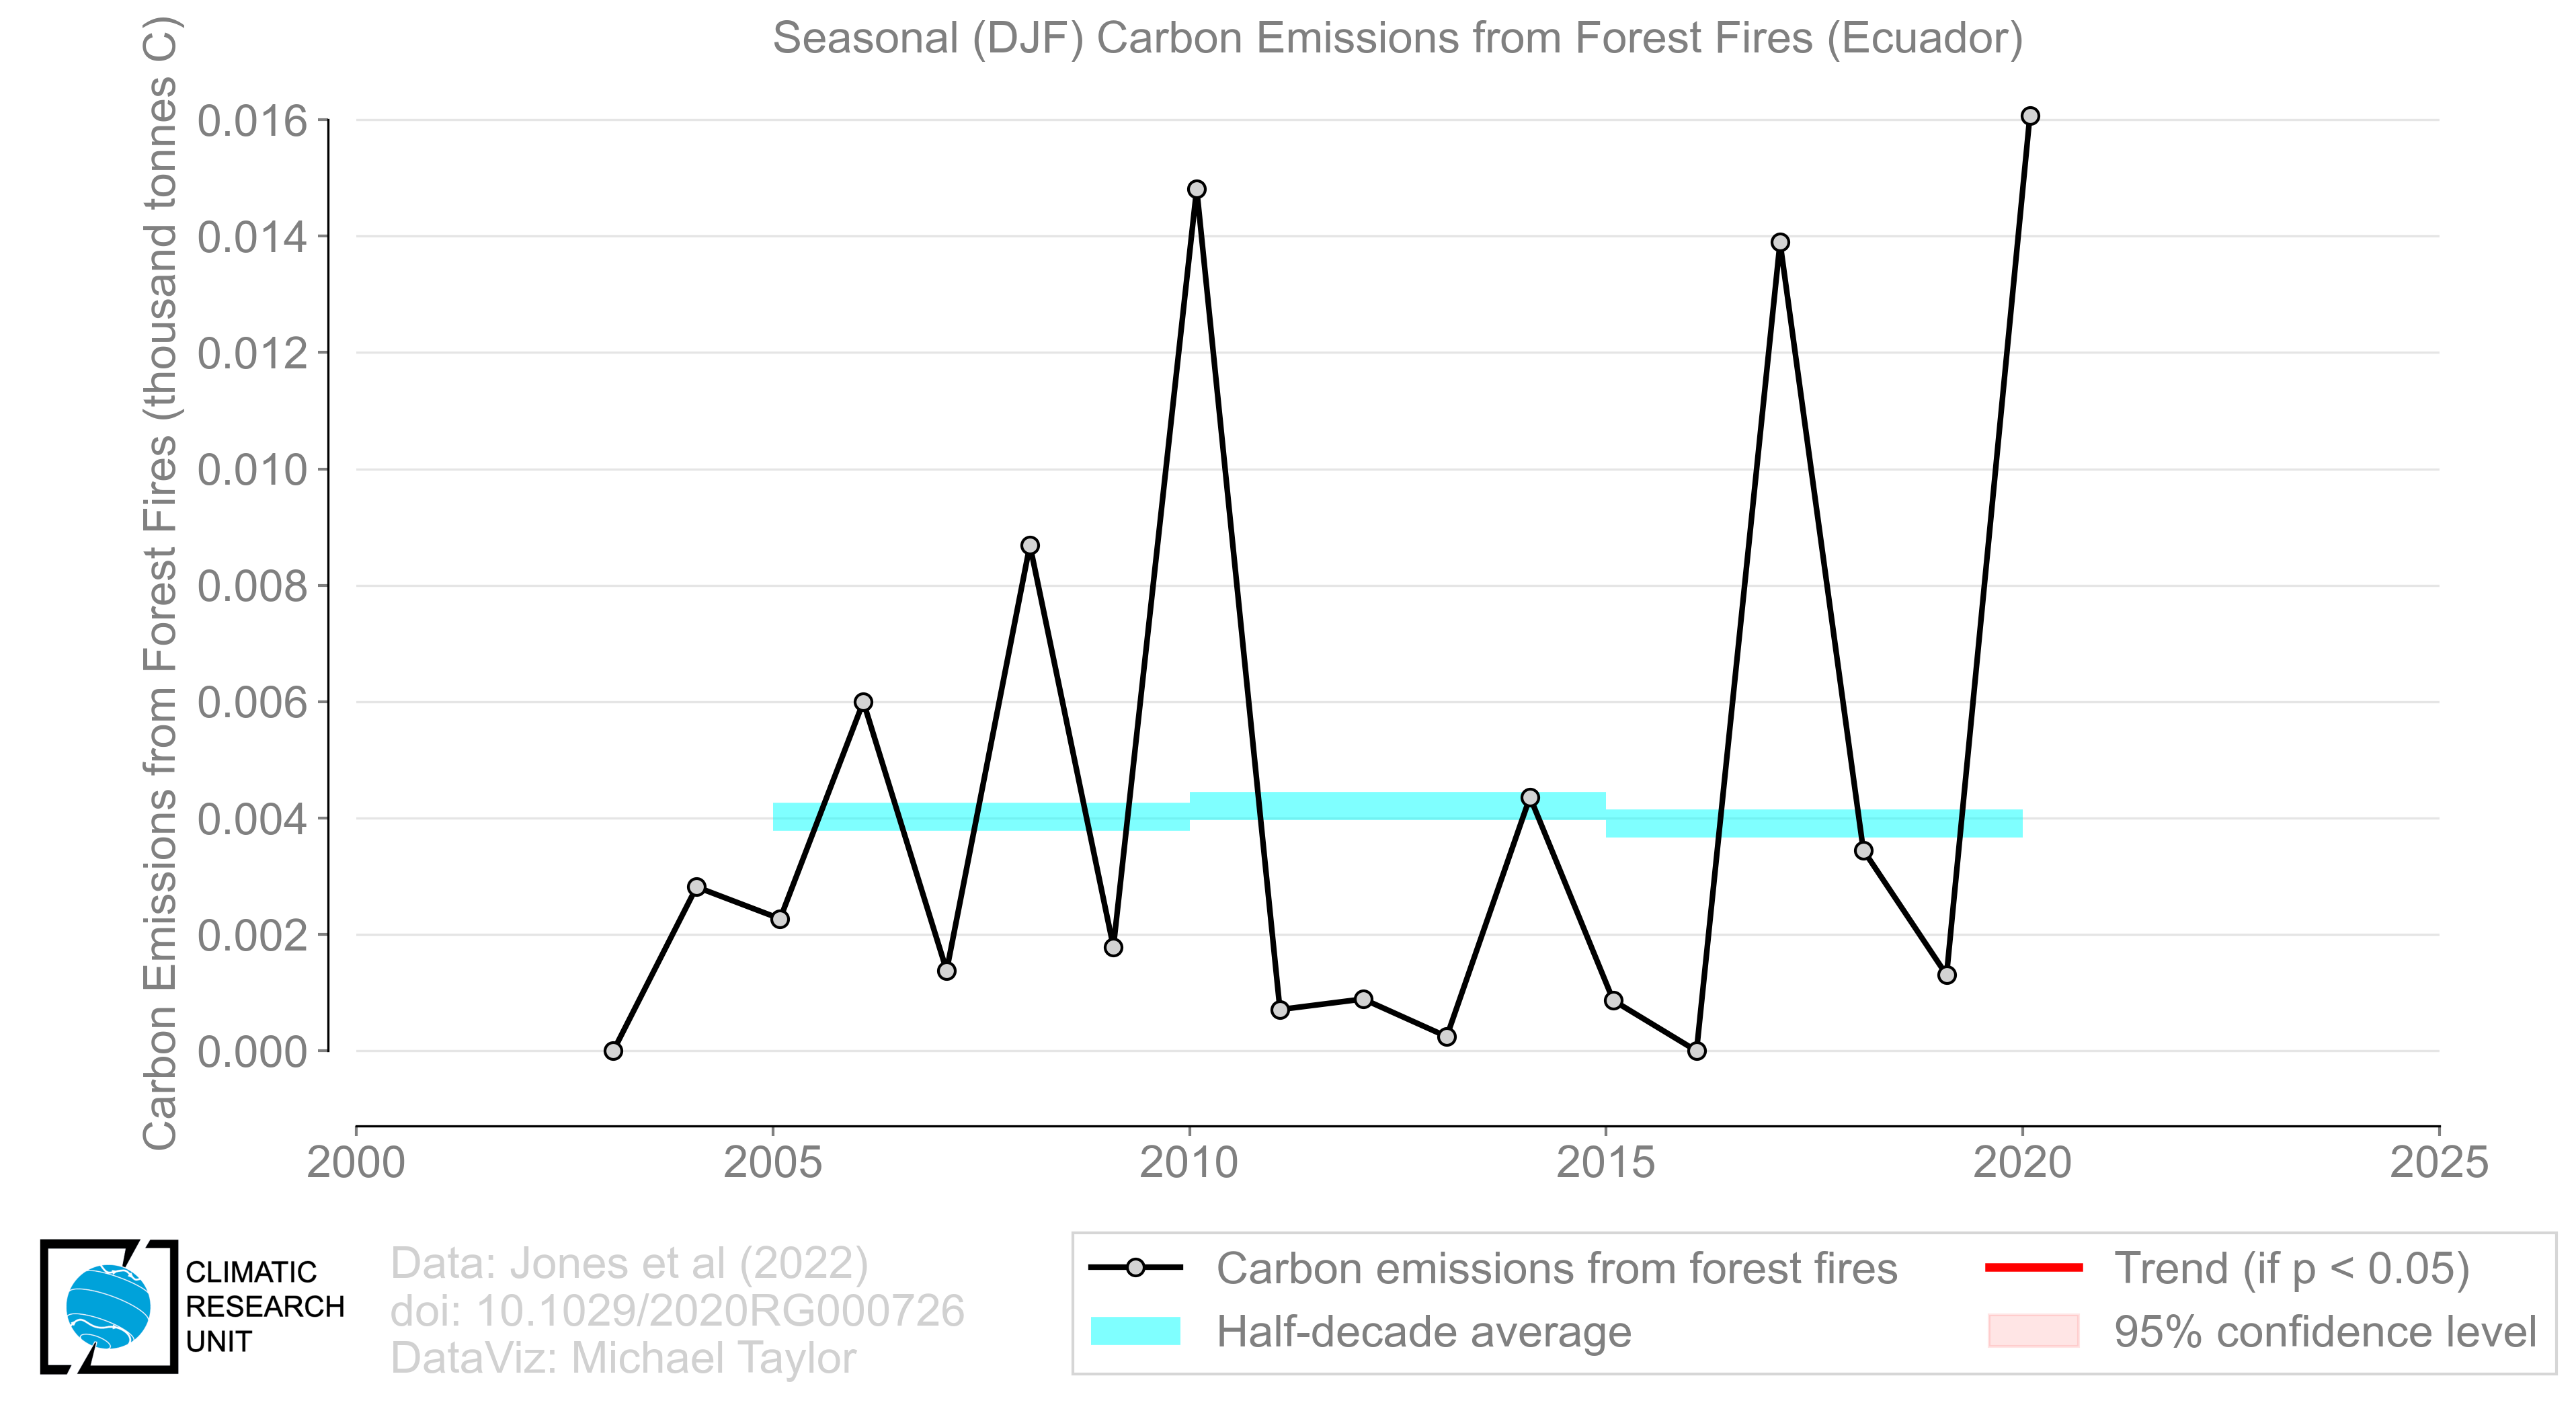 Seasonal (DJF) Carbon Emissions from Forest Fires (Ecuador)
Carbon Emissions from Forest Fires (thousand tonnes C)
0.016
0.014
0.012
0.010
0.008
0.006
0.004
0.002
0.000
2000 2005 2010 2015 2020 2025
CLIMATIC
RESEARCH
UNIT
Data: Jones et al (2022)
doi: 10.1029/2020RG000726
DataViz: Michael Taylor
Carbon emissions from forest fires
Half-decade average
Trend (if p < 0.05)
95% confidence level